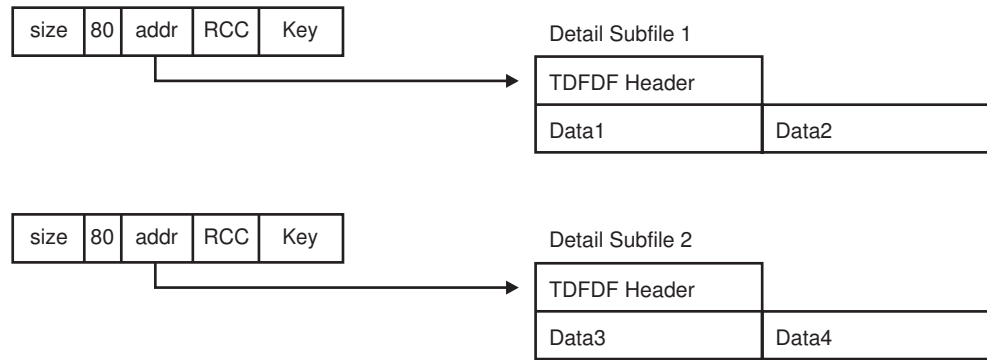 size 80 addr RCC Key
Detail Subfile 1
TDFDF Header
Data1 Data2
size 80 addr RCC Key
Detail Subfile 2
TDFDF Header
Data3 Data4